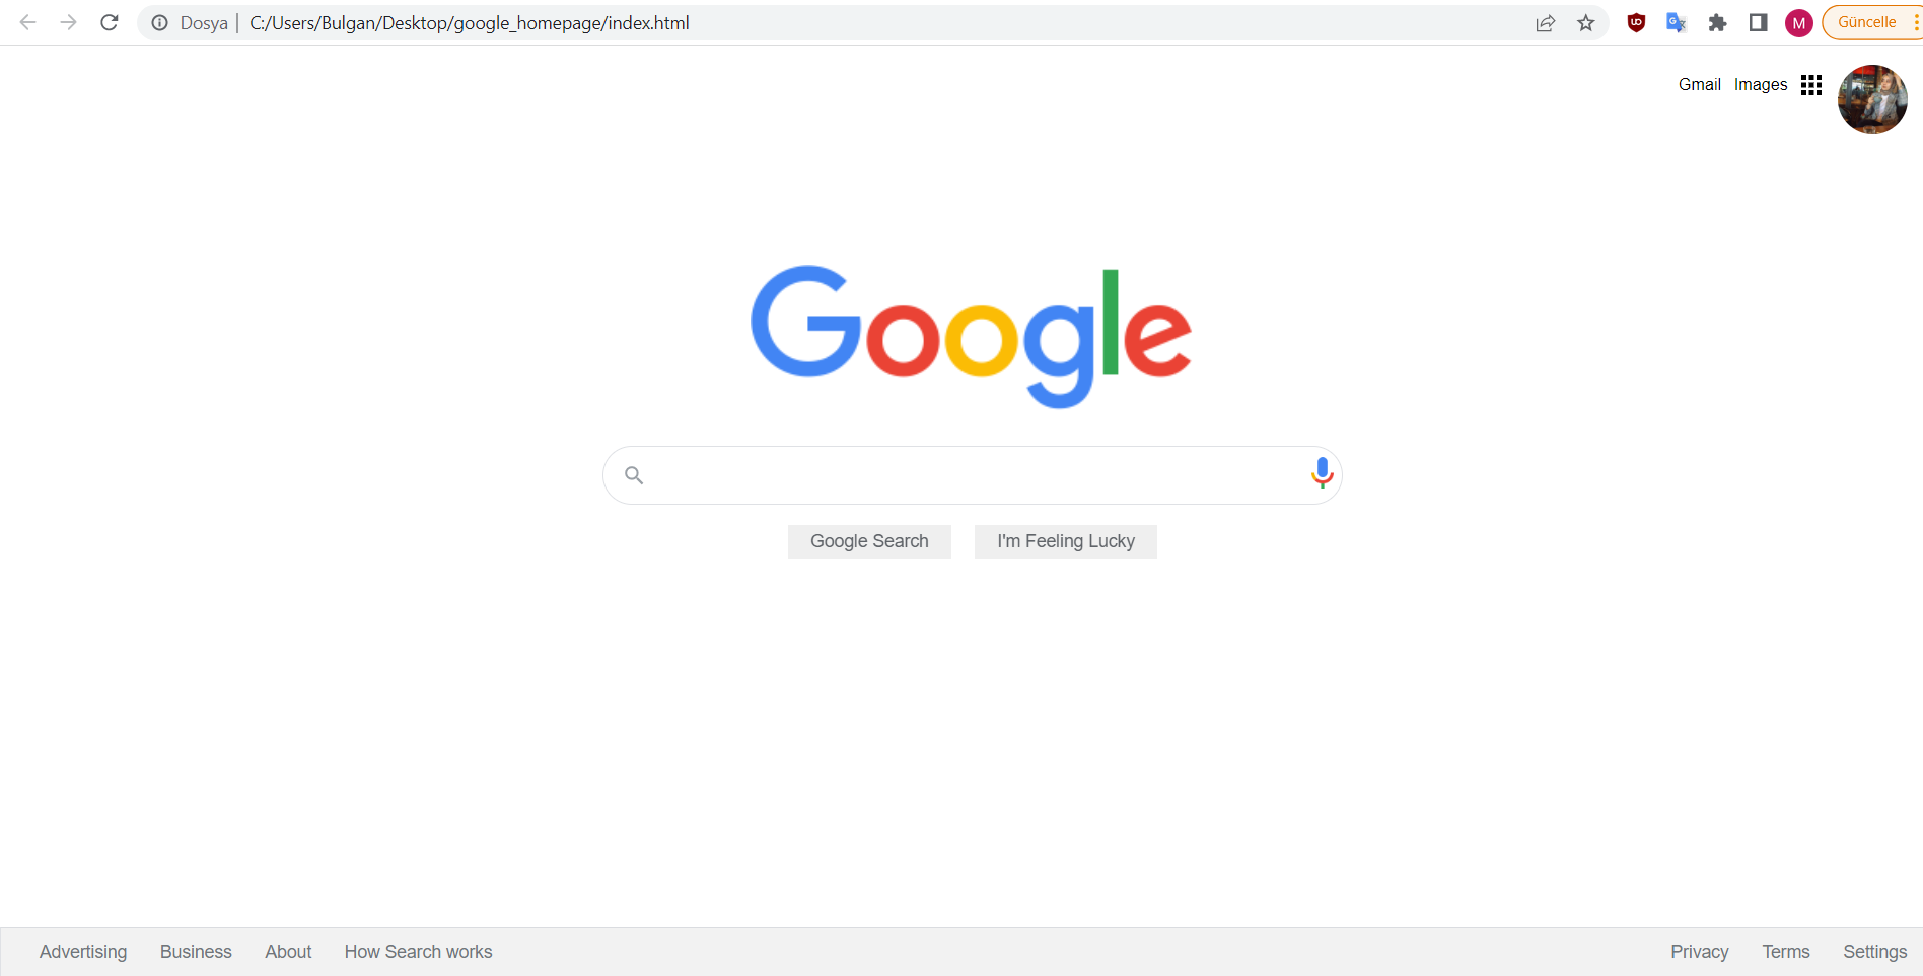 Dosya | C:/Users/Bulgan/Desktop/google_homepage/index.html
M
Güncelle
Gmail Images
Google
Google Search I'm Feeling Lucky
Advertising Business About How Search works Privacy Terms Settings